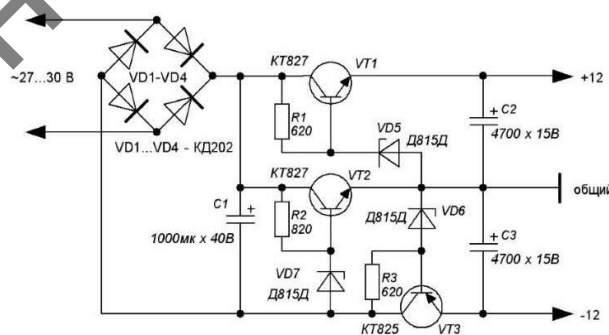 КТ827
VT1
+12
~27...30 В
VD1-VD4
R1
620
VD5
Д815Д
+ C2
4700 х 15В
VD1...VD4 - КД202
КТ827
VT2
общий
C1
+
R2
820
Д815Д
VD6
+ C3
4700 х 15В
1000мк х 40В
VD7
Д815Д
R3
620
КТ825
VT3
-12